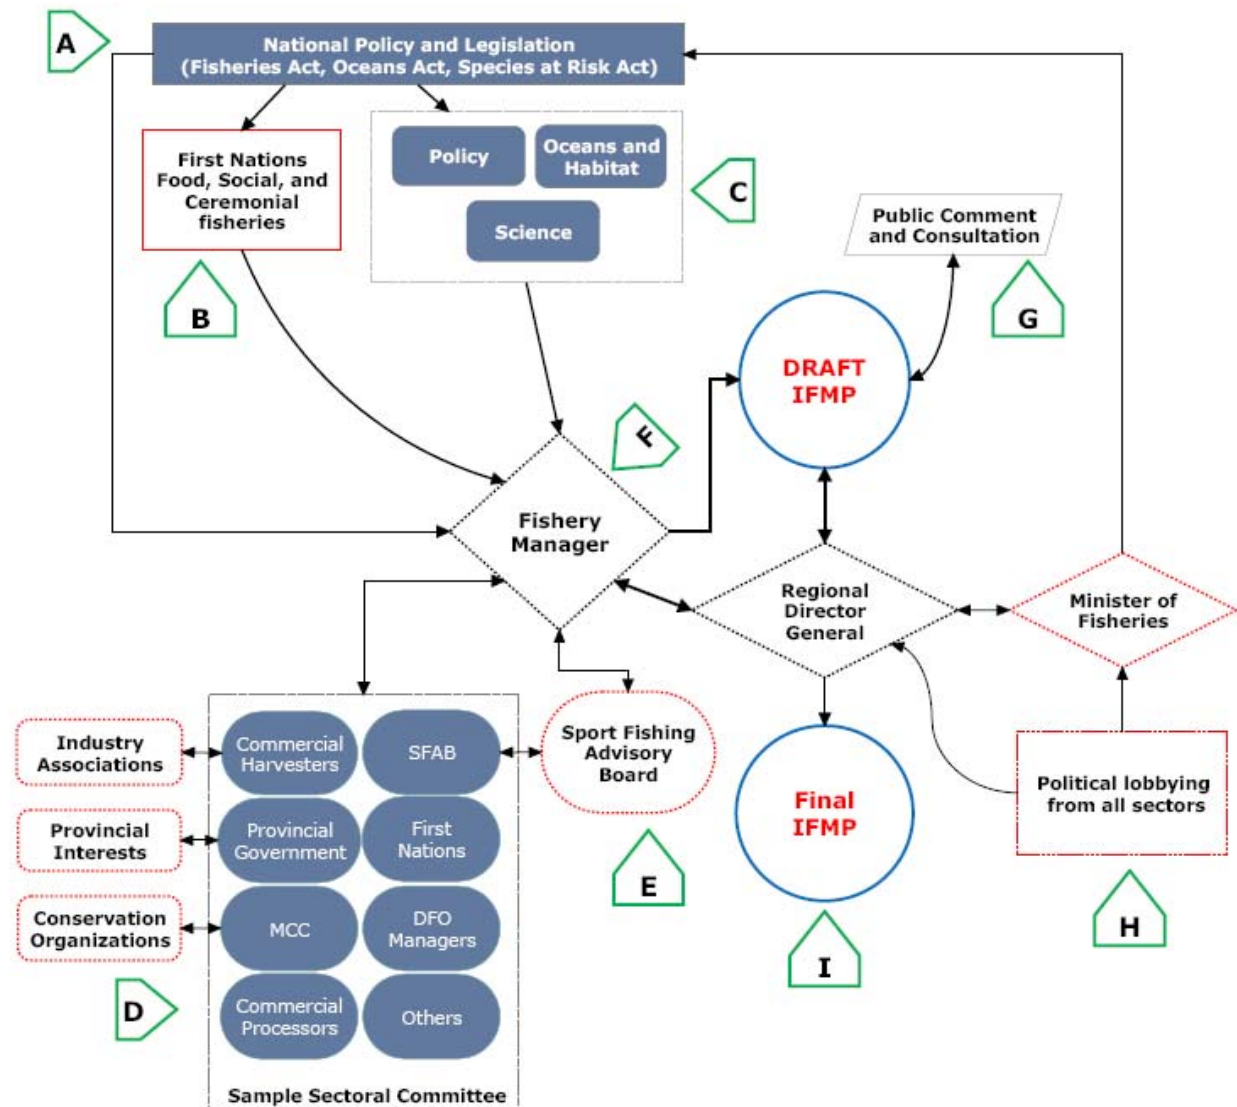 A
National Policy and Legislation
(Fisheries Act, Oceans Act, Species at Risk Act)
First Nations
Food, Social, and
Ceremonial
fisheries
B
Policy
Oceans and
Habitat
Science
C
Public Comment
and Consultation
G
DRAFT
IFMP
F
Fishery
Manager
Regional
Director
General
Minister of
Fisheries
Industry
Associations
Commercial
Harvesters
SFAB
Sport Fishing
Advisory
Board
E
Provincial
Interests
Provincial
Government
First
Nations
Conservation
Organizations
MCC
DFO
Managers
D
Commercial
Processors
Others
Sample Sectoral Committee
Final
IFMP
I
Political lobbying
from all sectors
H